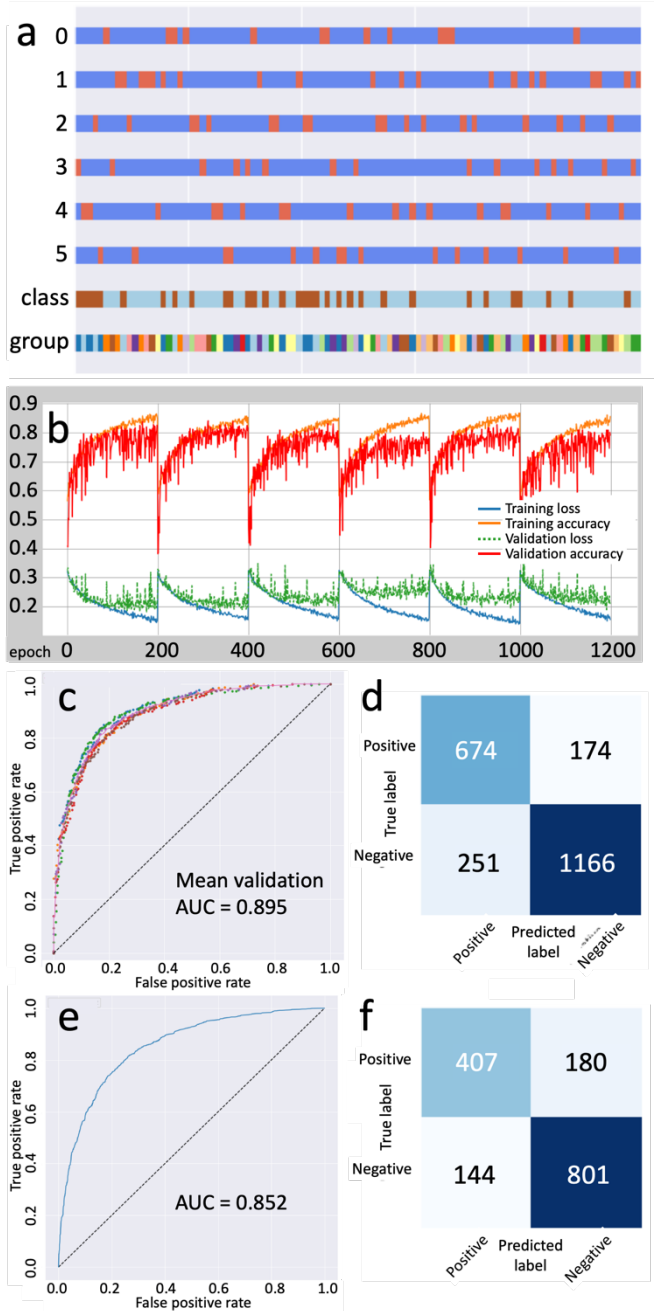 a
0
1
2
3
4
5
class
group
b
0.9
0.8
0.7
0.6
0.5
0.4
0.3
0.2
Training loss
Training accuracy
Validation loss
Validation accuracy
epoch 0 200 400 600 800 1000 1200
c
True positive rate
1.0
0.8
0.6
0.4
0.2
0.0
Mean validation
AUC = 0.895
0.0 0.2 0.4 0.6 0.8 1.0
False positive rate
d
True label
Positive 674 174
Negative 251 1166
Positive Negative
Predicted
label
e
True positive rate
1.0
0.8
0.6
0.4
0.2
0.0
AUC = 0.852
0.0 0.2 0.4 0.6 0.8 1.0
False positive rate
f
True label
Positive 407 180
Negative 144 801
Positive Negative
Predicted
label